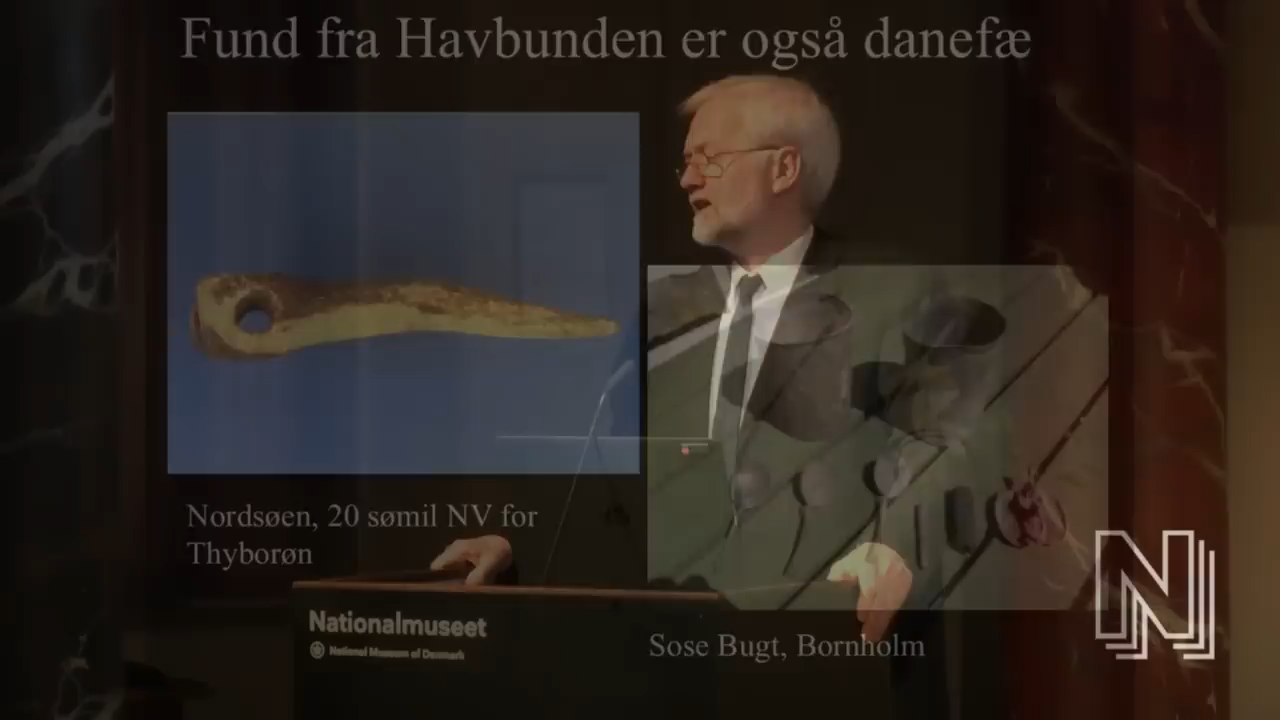 Fund fra Havbunden er også danefæ
Nordsøen, 20 sømil NV for
Thyborøn
Nationalmuseet
National Museum of Denmark
Sose Bugt, Bornholm
N